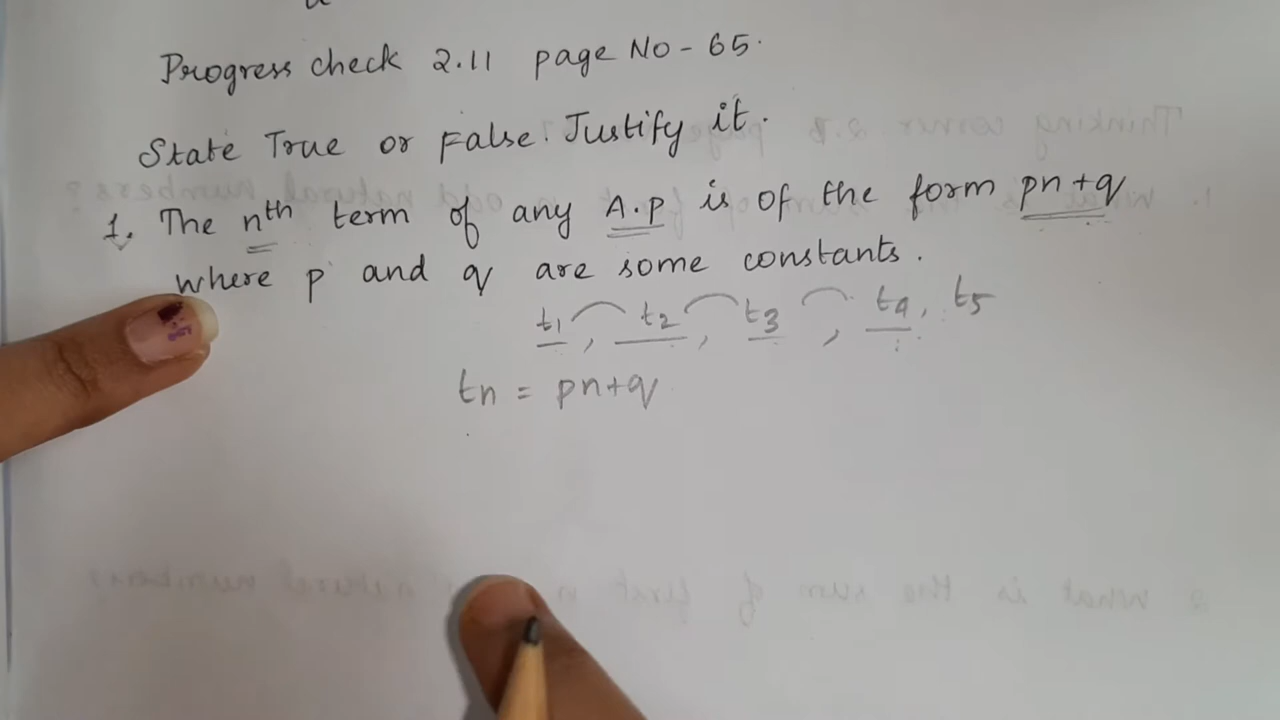 Progress check 2.11 page No - 65.
State True or False. Justify it.
1. The nth term of any A.P is of the form pn+q
where p and q are some constants.
t1, t2, t3, t4, t5
tn = pn+q